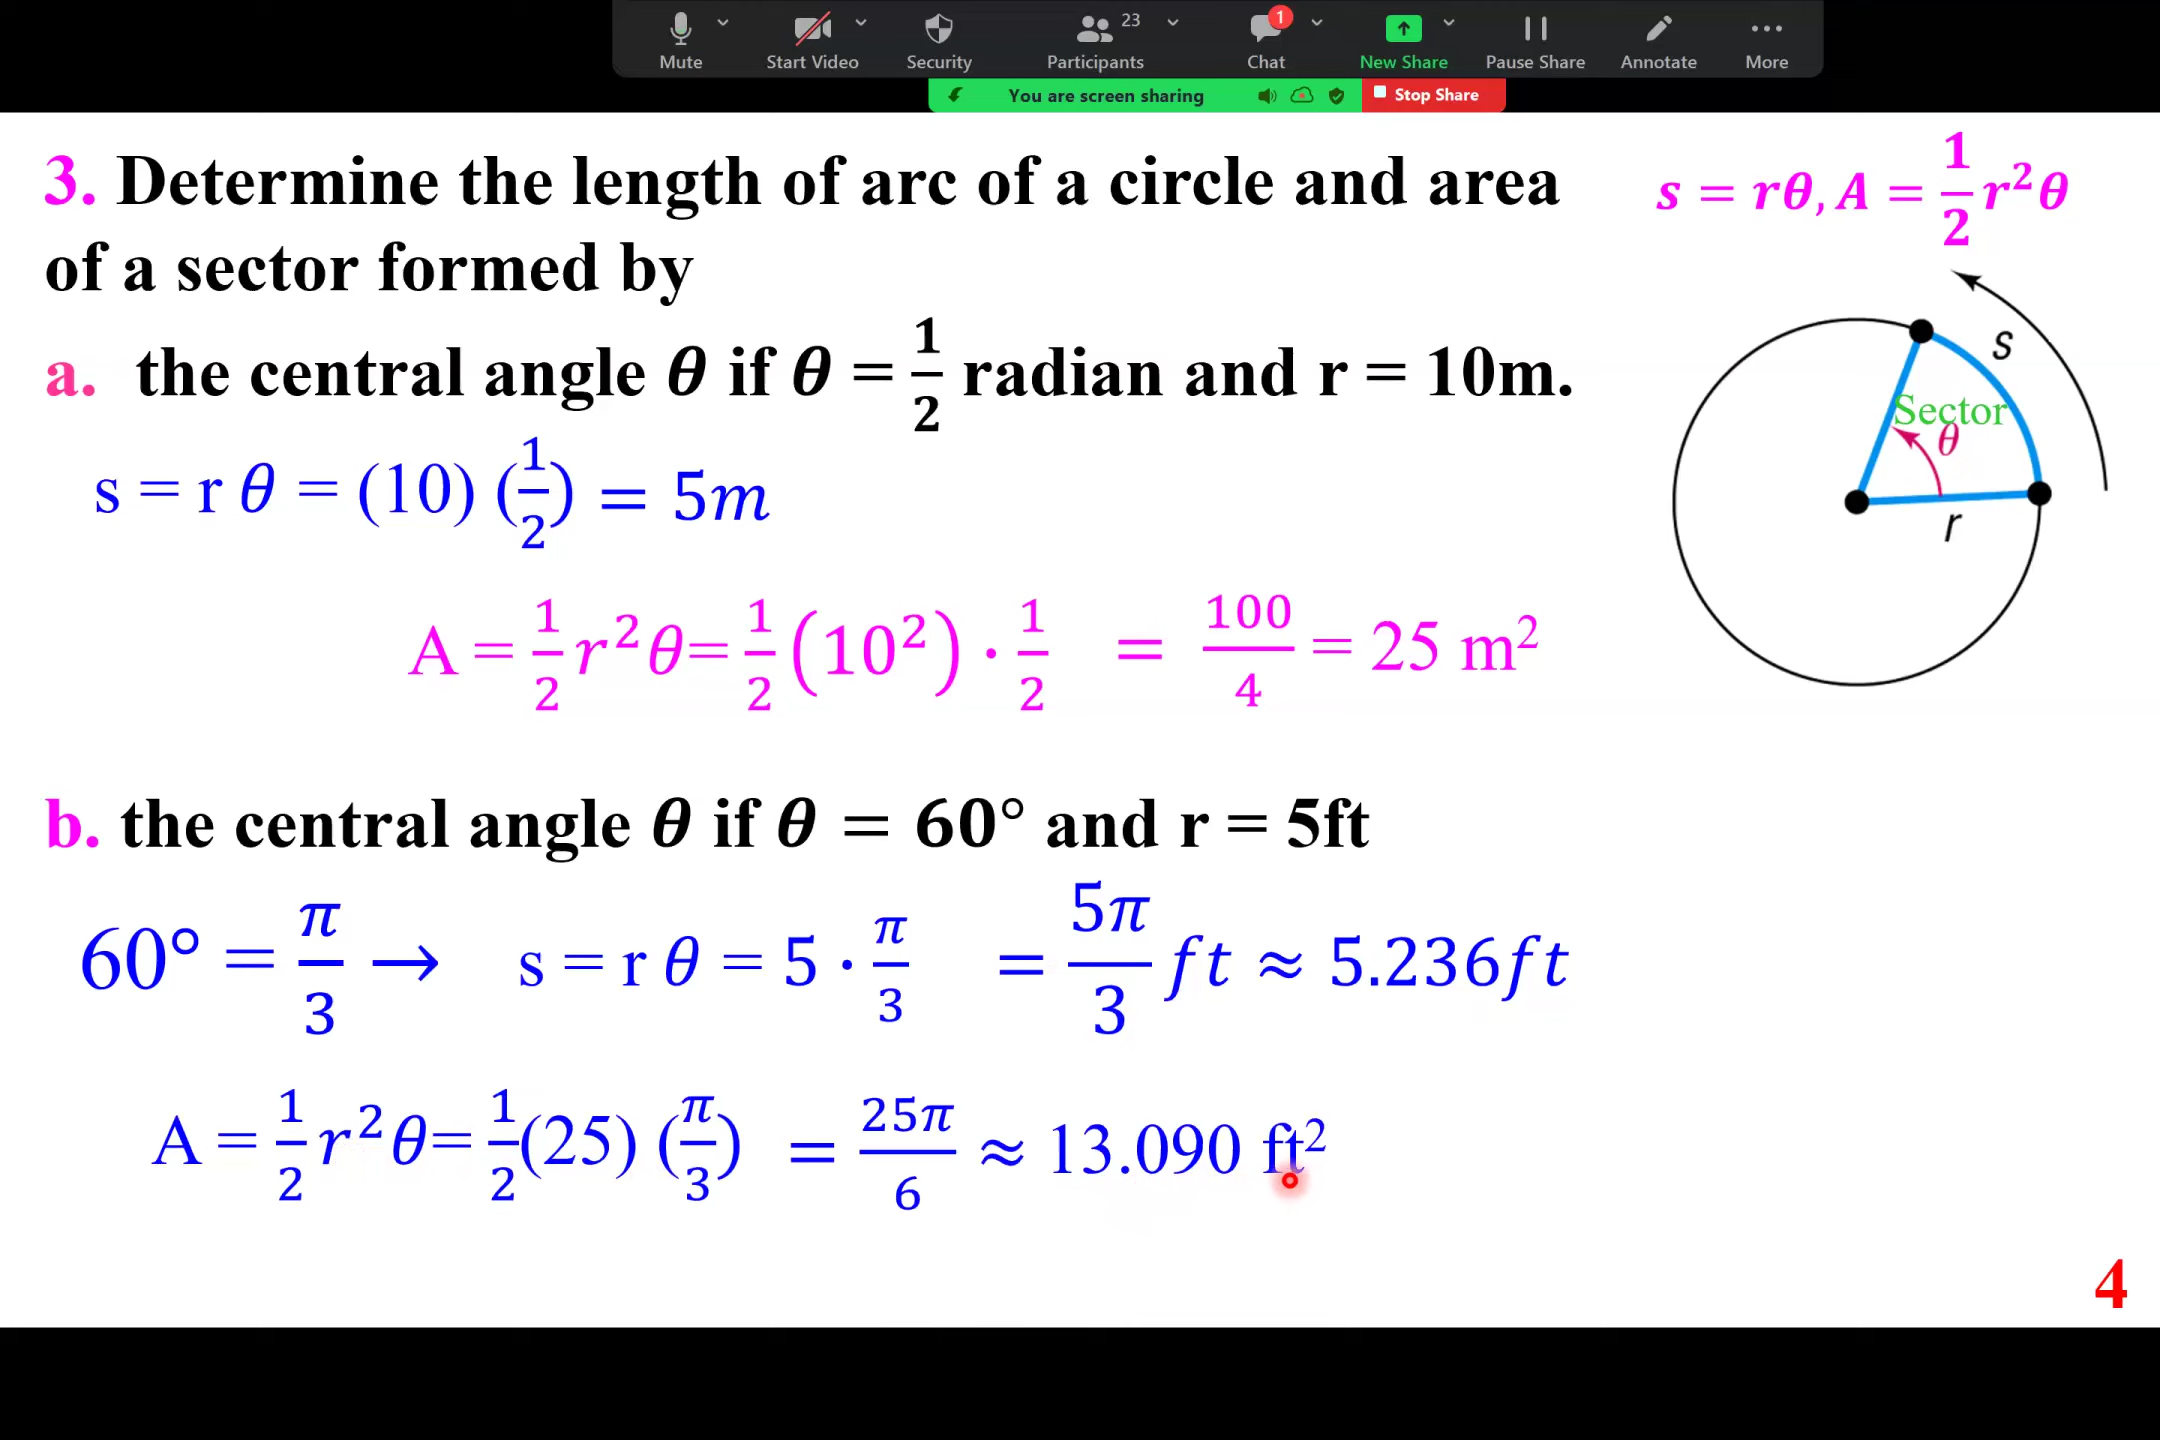 Mute Start Video Security Participants 23 Chat 1 New Share Pause Share Annotate More
You are screen sharing Stop Share
3. Determine the length of arc of a circle and area
of a sector formed by
s = rθ, A = 1/2 r²θ
a. the central angle θ if θ = 1/2 radian and r = 10m.
s = r θ = (10) (1/2) = 5m
A = 1/2 r²θ= 1/2 (10²) · 1/2 = 100/4 = 25 m²
s
Sector
θ
r
b. the central angle θ if θ = 60° and r = 5ft
60° = π/3 → s = r θ = 5 · π/3 = 5π/3 ft ≈ 5.236ft
A = 1/2 r²θ= 1/2(25) (π/3) = 25π/6 ≈ 13.090 ft²
4